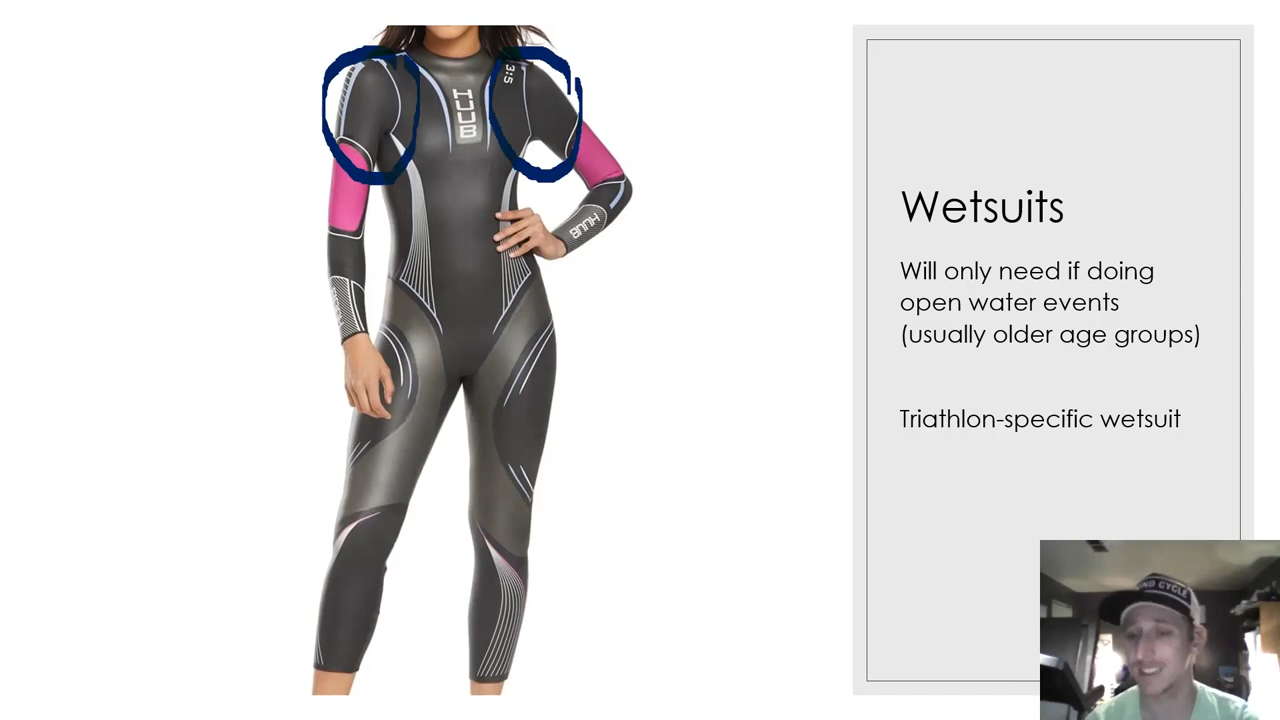 HUUB
3:5
HUUB
Wetsuits
Will only need if doing
open water events
(usually older age groups)
Triathlon-specific wetsuit